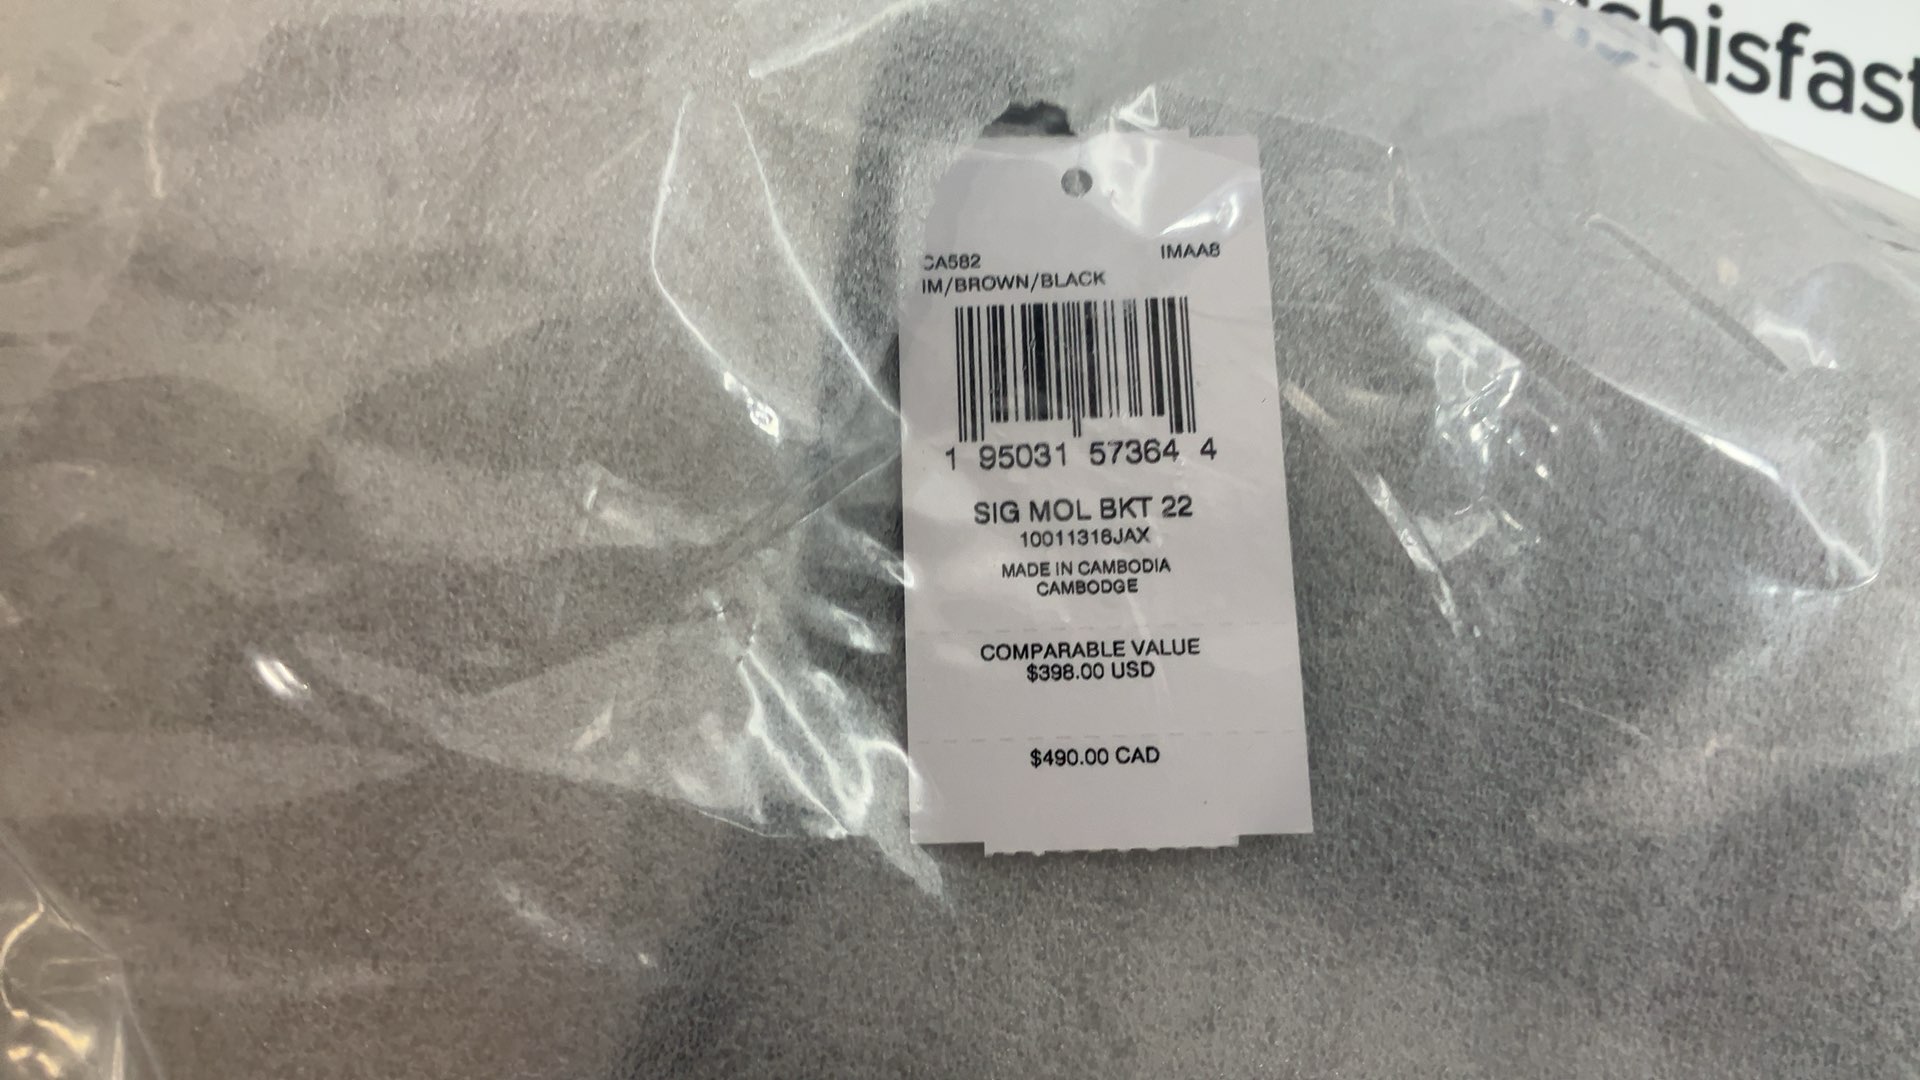 hisfast
CA582 IMAA8
IM/BROWN/BLACK
1 95031 57364 4
SIG MOL BKT 22
10011316JAX
MADE IN CAMBODIA
CAMBODGE
COMPARABLE VALUE
$398.00 USD
$490.00 CAD